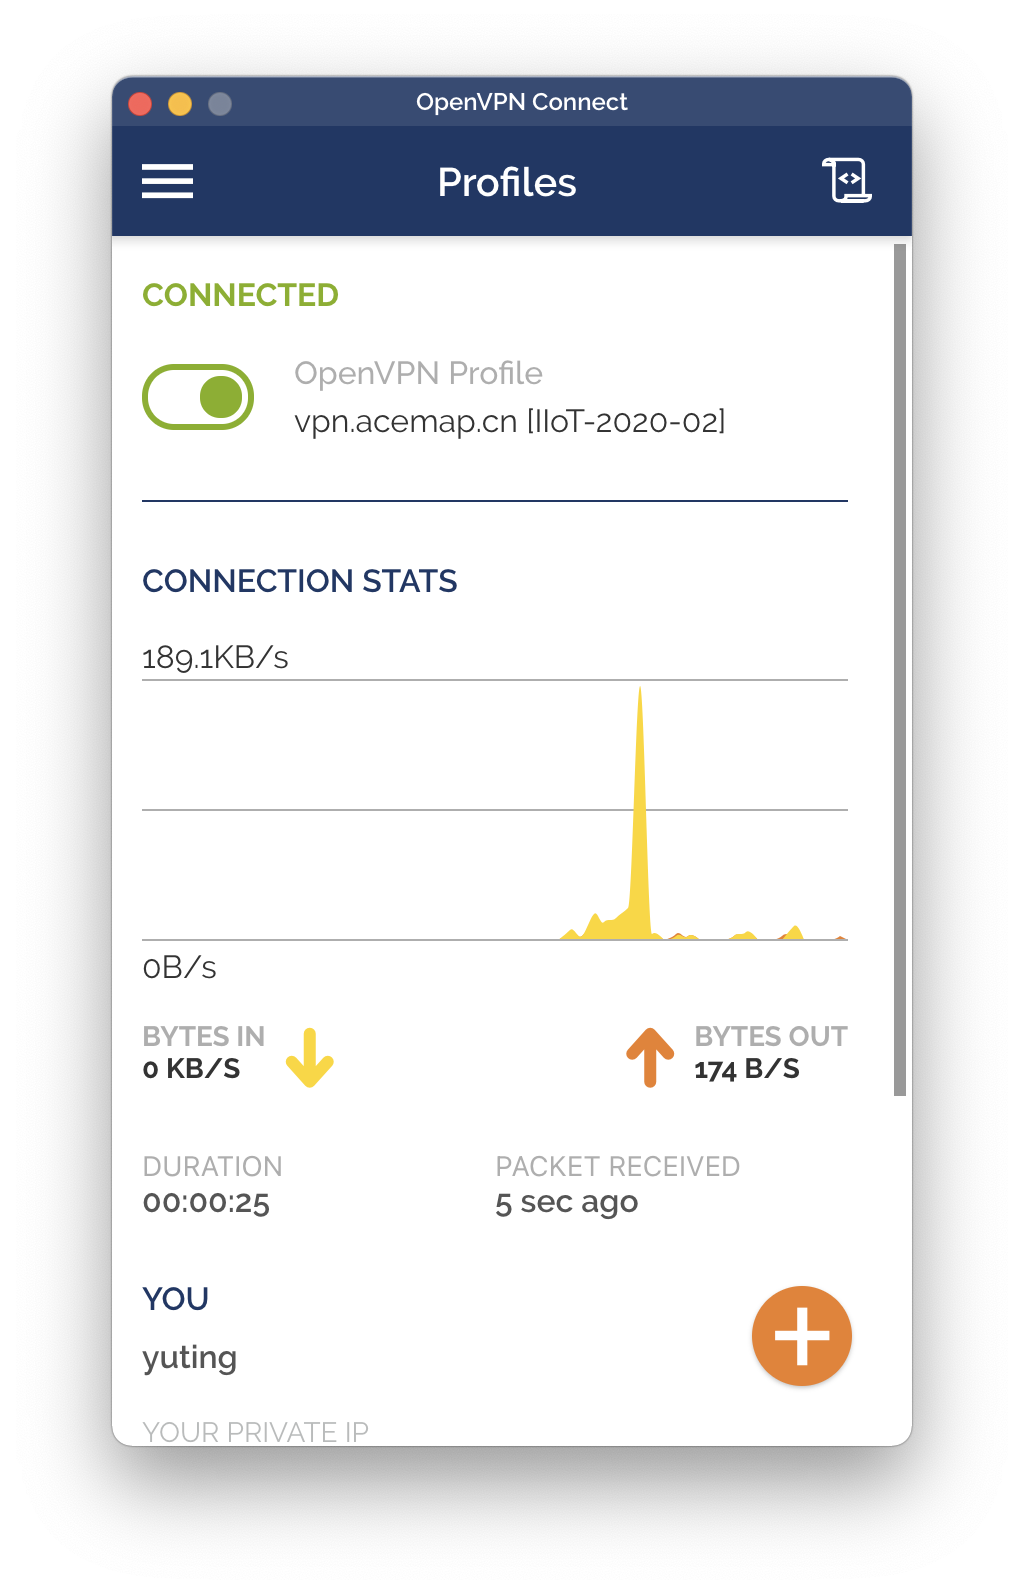 OpenVPN Connect
Profiles
CONNECTED
OpenVPN Profile
vpn.acemap.cn [IIoT-2020-02]
CONNECTION STATS
189.1KB/s
0B/s
BYTES IN
0 KB/S
BYTES OUT
174 B/S
DURATION
00:00:25
PACKET RECEIVED
5 sec ago
YOU
yuting
YOUR PRIVATE IP